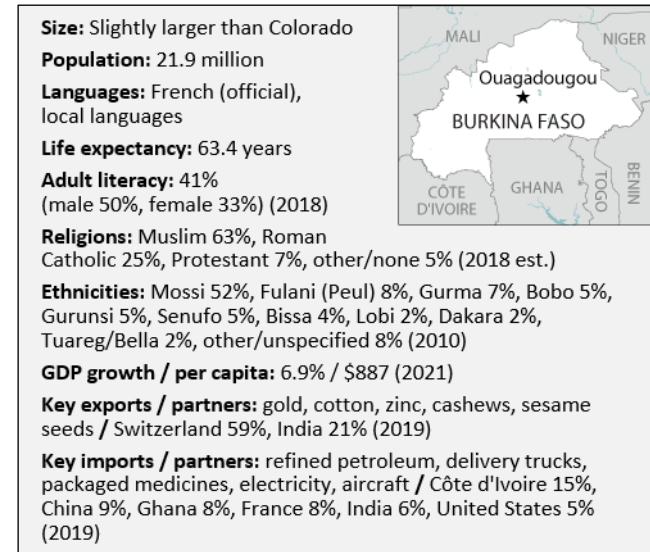 Size: Slightly larger than Colorado
Population: 21.9 million
Languages: French (official),
local languages
Life expectancy: 63.4 years
Adult literacy: 41%
(male 50%, female 33%) (2018)
Religions: Muslim 63%, Roman
Catholic 25%, Protestant 7%, other/none 5% (2018 est.)
Ethnicities: Mossi 52%, Fulani (Peul) 8%, Gurma 7%, Bobo 5%,
Gurunsi 5%, Senufo 5%, Bissa 4%, Lobi 2%, Dakara 2%,
Tuareg/Bella 2%, other/unspecified 8% (2010)
GDP growth / per capita: 6.9% / $887 (2021)
Key exports / partners: gold, cotton, zinc, cashews, sesame
seeds / Switzerland 59%, India 21% (2019)
Key imports / partners: refined petroleum, delivery trucks,
packaged medicines, electricity, aircraft / Côte d'Ivoire 15%,
China 9%, Ghana 8%, France 8%, India 6%, United States 5%
(2019)
MALI
NIGER
Ouagadougou
BURKINA FASO
CÔTE
D'IVOIRE
GHANA
TOGO
BENIN